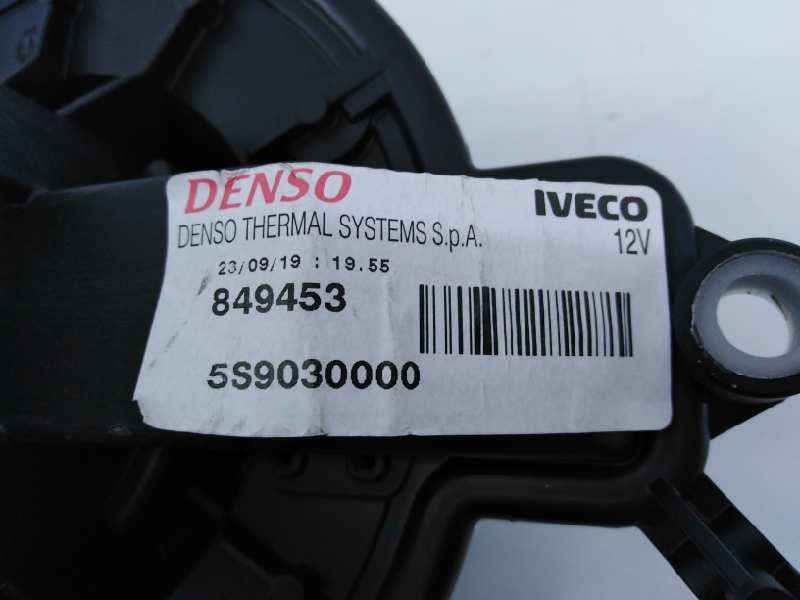 DENSO
IVECO
DENSO THERMAL SYSTEMS S.p.A.
12V
23/09/19 : 19.55
849453
5S9030000